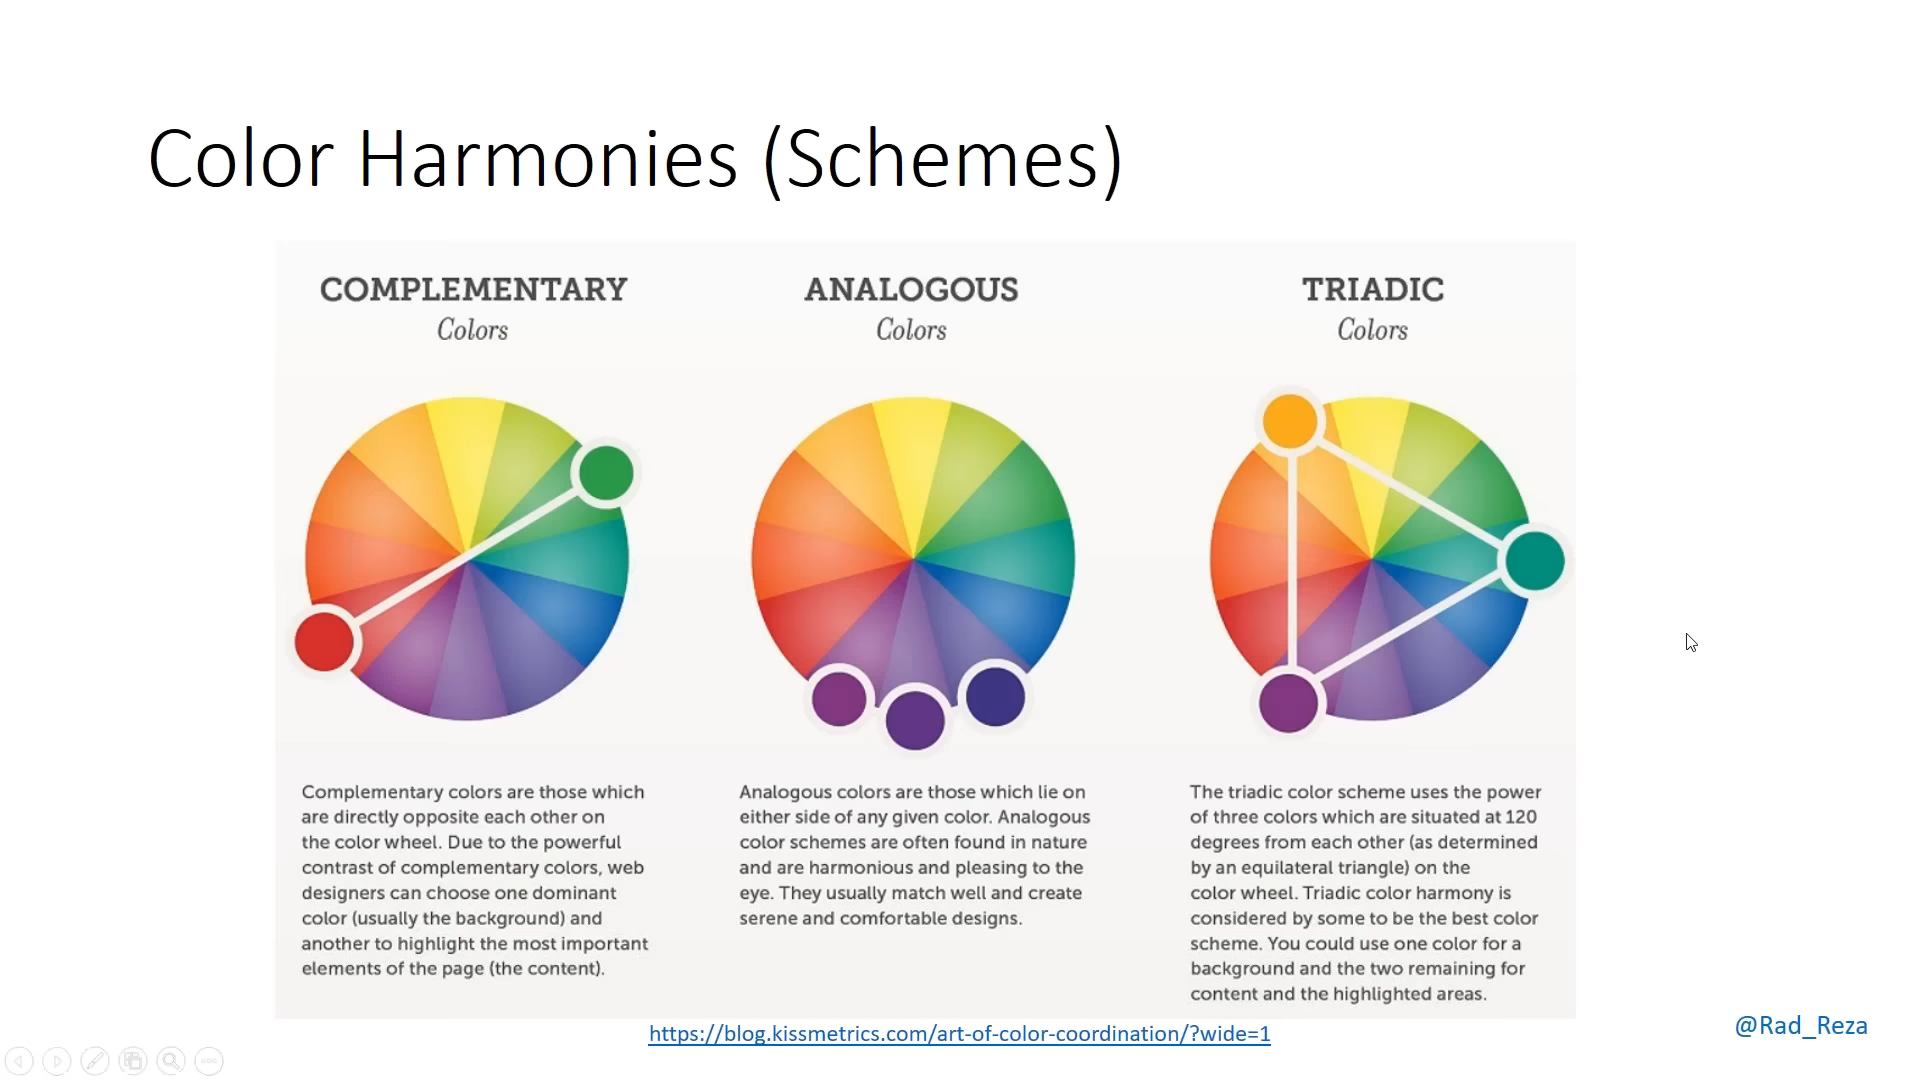 Color Harmonies (Schemes)
COMPLEMENTARY
Colors
Complementary colors are those which
are directly opposite each other on
the color wheel. Due to the powerful
contrast of complementary colors, web
designers can choose one dominant
color (usually the background) and
another to highlight the most important
elements of the page (the content).
ANALOGOUS
Colors
Analogous colors are those which lie on
either side of any given color. Analogous
color schemes are often found in nature
and are harmonious and pleasing to the
eye. They usually match well and create
serene and comfortable designs.
TRIADIC
Colors
The triadic color scheme uses the power
of three colors which are situated at 120
degrees from each other (as determined
by an equilateral triangle) on the
color wheel. Triadic color harmony is
considered by some to be the best color
scheme. You could use one color for a
background and the two remaining for
content and the highlighted areas.
https://blog.kissmetrics.com/art-of-color-coordination/?wide=1
@Rad_Reza